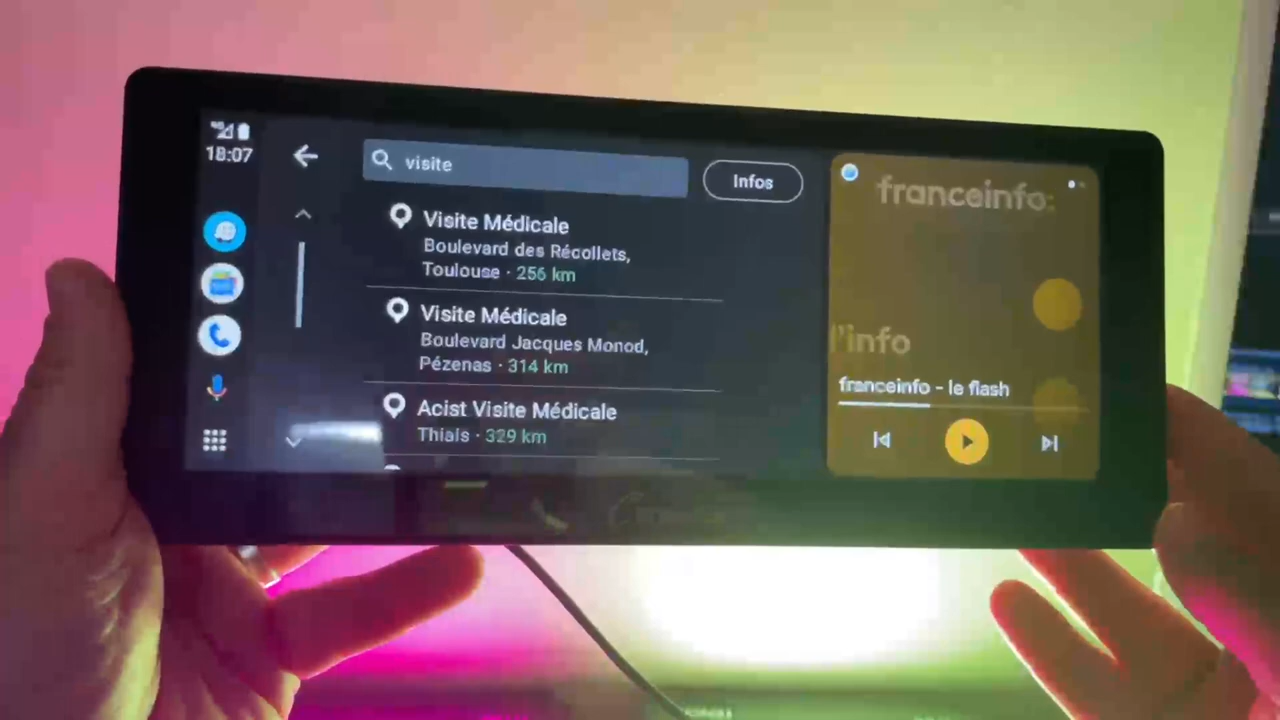 18:07
visite
Infos
Visite Médicale
Boulevard des Récollets,
Toulouse · 256 km
Visite Médicale
Boulevard Jacques Monod,
Pézenas · 314 km
Acist Visite Médicale
Thiais · 329 km
franceinfo:
l'info
franceinfo - le flash